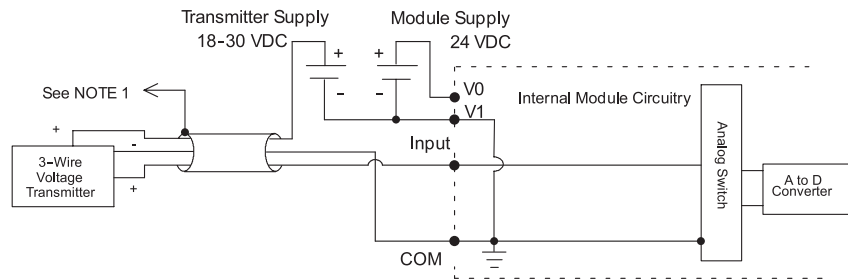 Transmitter Supply
18-30 VDC
Module Supply
24 VDC
+
+
-
-
V0
V1
See NOTE 1
Internal Module Circuitry
+
-
+
3-Wire
Voltage
Transmitter
Input
Analog Switch
A to D
Converter
COM